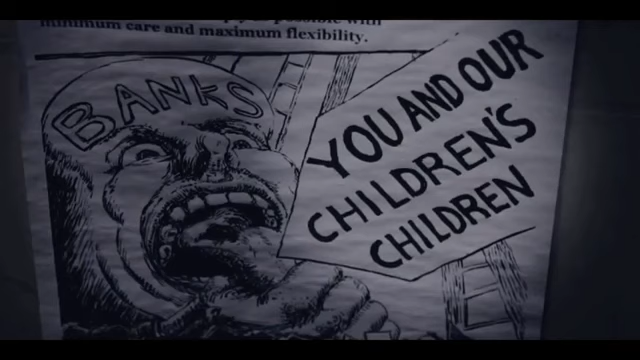 minimum care and maximum flexibility.
BANKS
YOU AND OUR
CHILDREN'S
CHILDREN